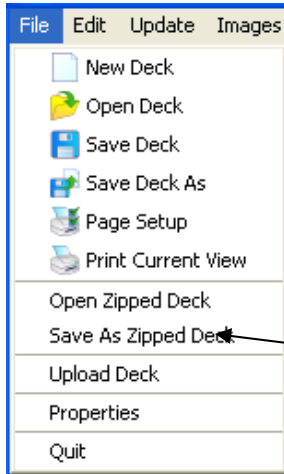 File Edit Update Images
New Deck
Open Deck
Save Deck
Save Deck As
Page Setup
Print Current View
Open Zipped Deck
Save As Zipped Deck
Upload Deck
Properties
Quit